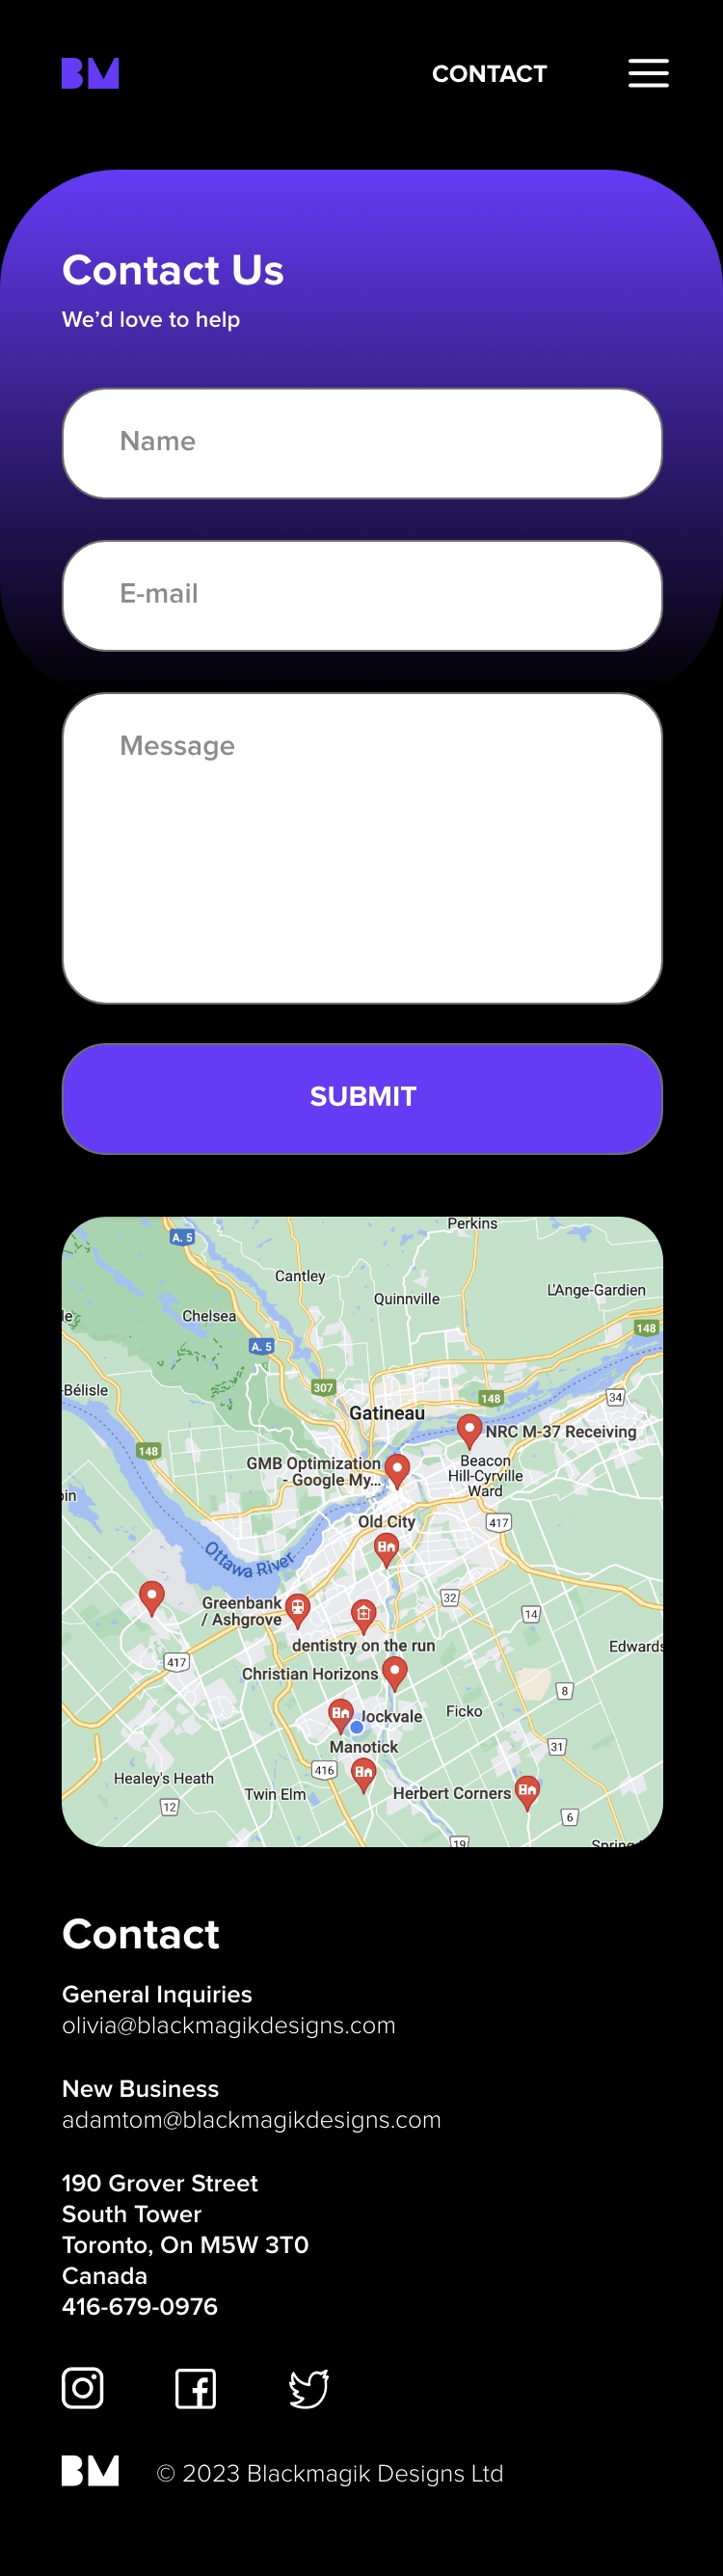 BM
CONTACT
Contact Us
We’d love to help
Name
E-mail
Message
SUBMIT
Perkins
A. 5
Cantley
L'Ange-Gardien
Quinnville
Chelsea
148
A. 5
307
-Bélisle
148
34
Gatineau
NRC M-37 Receiving
148
GMB Optimization
- Google My...
Beacon
Hill-Cyrville
Ward
Old City
417
Ottawa River
Greenbank
/ Ashgrove
32
14
dentistry on the run
Edwards
417
Christian Horizons
8
Jockvale
Ficko
Manotick
31
416
Healy's Heath
Twin Elm
Herbert Corners
12
6
19
Contact
General Inquiries
olivia@blackmagikdesigns.com
New Business
adamtom@blackmagikdesigns.com
190 Grover Street
South Tower
Toronto, On M5W 3T0
Canada
416-679-0976
BM © 2023 Blackmagik Designs Ltd